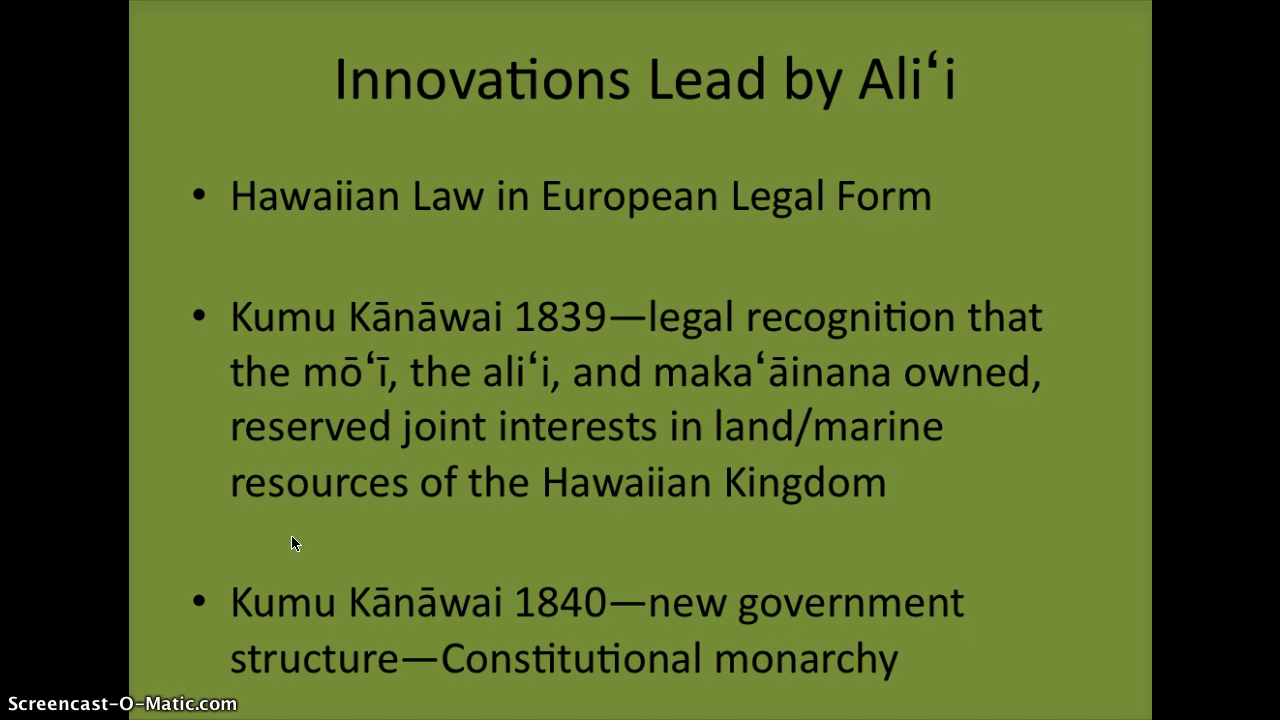 Innovations Lead by Aliʻi
• Hawaiian Law in European Legal Form
• Kumu Kānāwai 1839—legal recognition that
the mōʻī, the aliʻi, and makaʻāinana owned,
reserved joint interests in land/marine
resources of the Hawaiian Kingdom
• Kumu Kānāwai 1840—new government
structure—Constitutional monarchy
Screencast-O-Matic.com